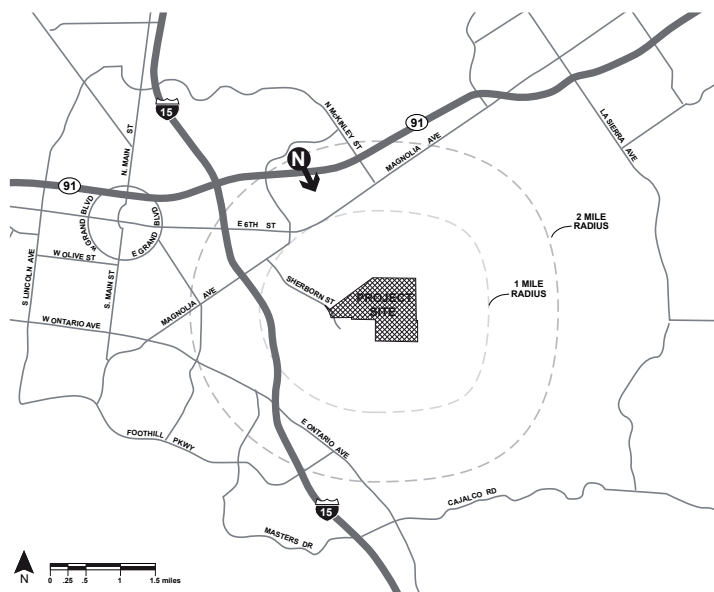 15
N. MAIN ST
N McKINLEY ST
91
MAGNOLIA AVE
LA SIERRA AVE
N
91
W GRAND BLVD
E GRAND BLVD
E 6TH ST
2 MILE
RADIUS
W OLIVE ST
S LINCOLN AVE
S. MAIN ST
SHERBORN ST
PROJECT
SITE
1 MILE
RADIUS
MAGNOLIA AVE
W ONTARIO AVE
FOOTHILL PKWY
E ONTARIO AVE
CAJALCO RD
15
MASTERS DR
N
0 .25 .5 1 1.5 miles